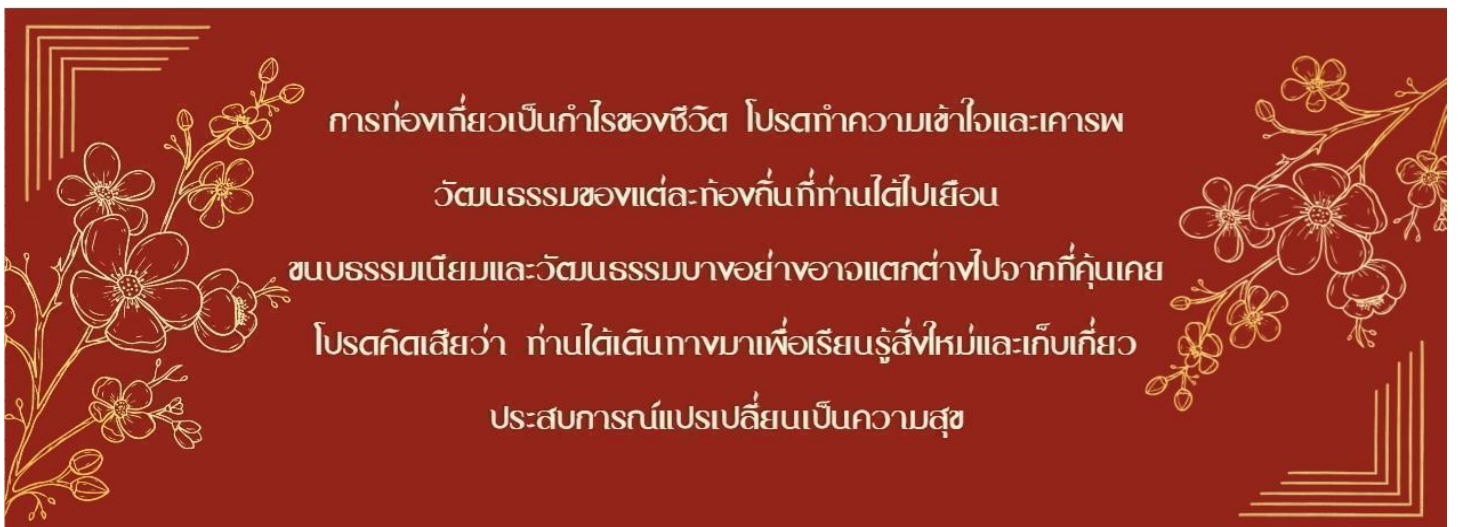 การท่องเที่ยวเป็นกำไรของชีวิต โปรดทำความเข้าใจและเคารพ
วัฒนธรรมของแต่ละท้องถิ่นที่ท่านได้ไปเยือน
ขนบธรรมเนียมและวัฒนธรรมบางอย่างอาจแตกต่างไปจากที่คุ้นเคย
โปรดคิดเสียว่า ท่านได้เดินทางมาเพื่อเรียนรู้สิ่งใหม่และเก็บเกี่ยว
ประสบการณ์แปรเปลี่ยนเป็นความสุข